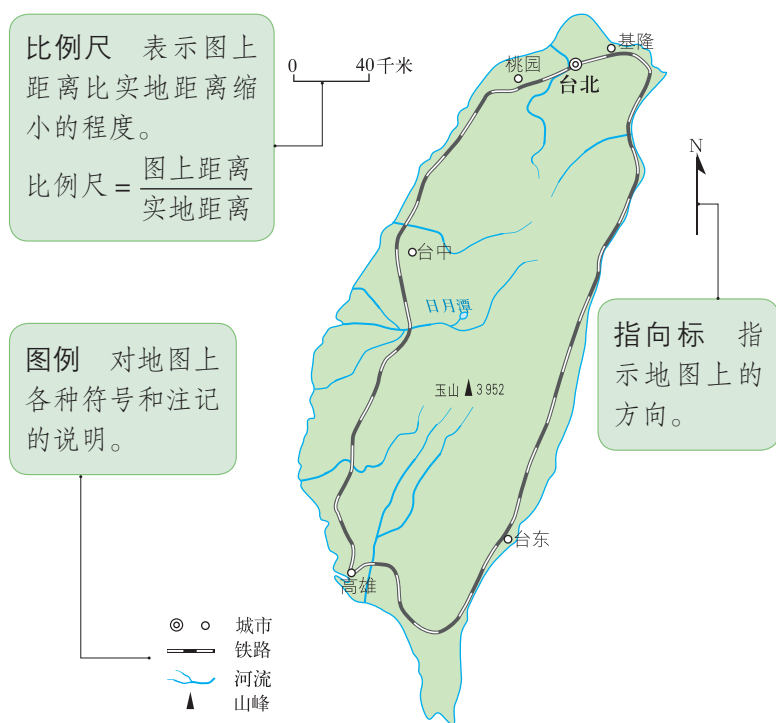 比例尺 表示图上
距离比实地距离缩
小的程度。
比例尺 = 图上距离
实地距离
0 40千米
基隆
桃园
台北
N
台中
日月潭
指向标 指
示地图上的
方向。
图例 对地图上
各种符号和注记
的说明。
玉山 3 952
台东
高雄
城市
铁路
河流
山峰